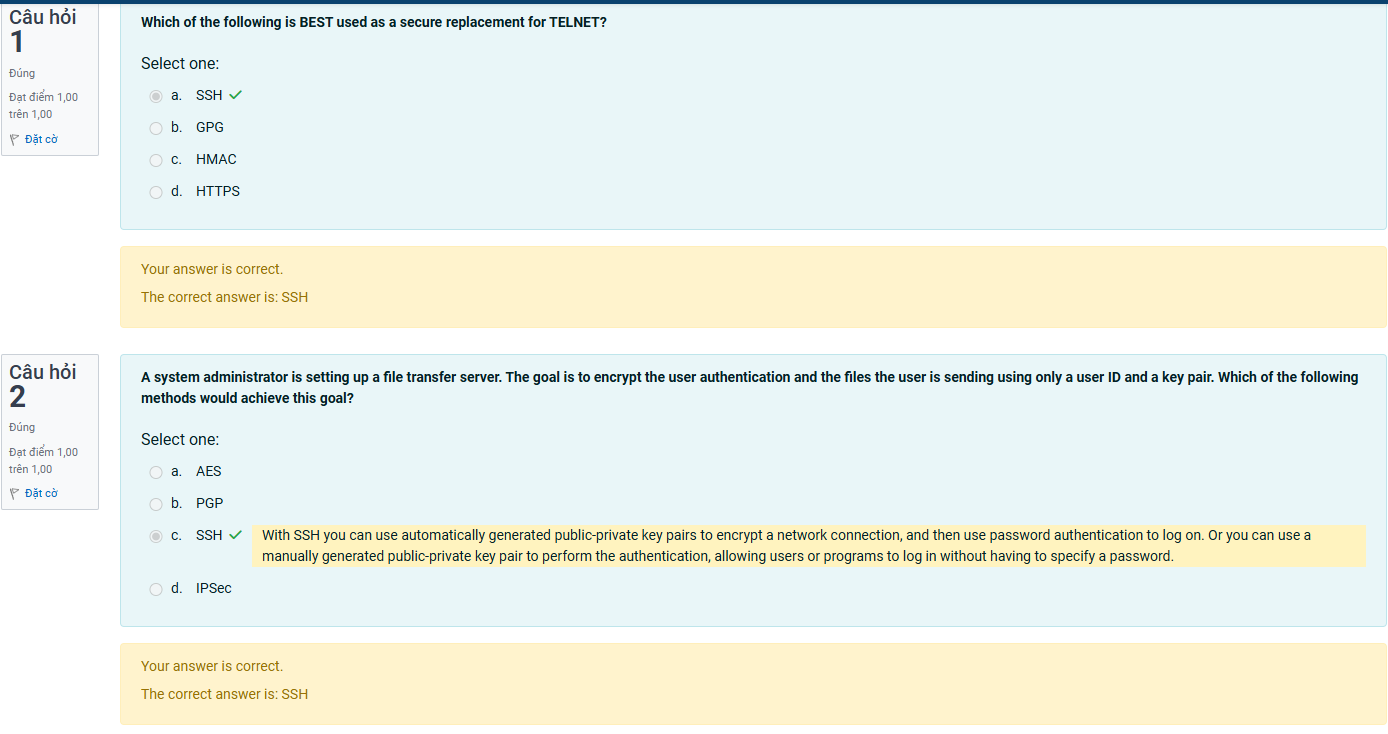 Câu hỏi
1
Đúng
Đạt điểm 1,00
trên 1,00
Đặt cờ
Which of the following is BEST used as a secure replacement for TELNET?
Select one:
a. SSH
b. GPG
c. HMAC
d. HTTPS
Your answer is correct.
The correct answer is: SSH
Câu hỏi
2
Đúng
Đạt điểm 1,00
trên 1,00
Đặt cờ
A system administrator is setting up a file transfer server. The goal is to encrypt the user authentication and the files the user is sending using only a user ID and a key pair. Which of the following
methods would achieve this goal?
Select one:
a. AES
b. PGP
c. SSH With SSH you can use automatically generated public-private key pairs to encrypt a network connection, and then use password authentication to log on. Or you can use a
manually generated public-private key pair to perform the authentication, allowing users or programs to log in without having to specify a password.
d. IPSec
Your answer is correct.
The correct answer is: SSH